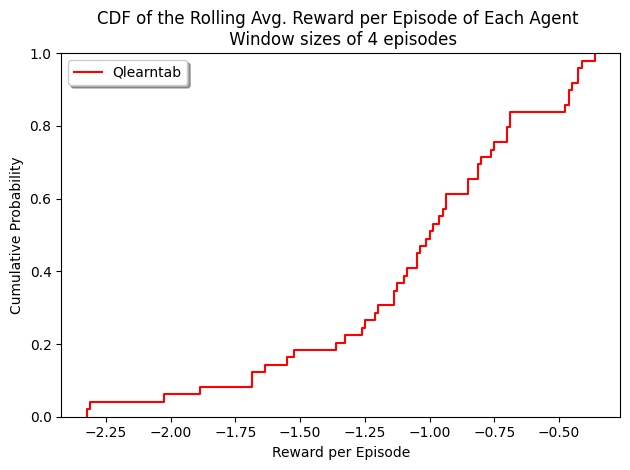 CDF of the Rolling Avg. Reward per Episode of Each Agent
Window sizes of 4 episodes
Qlearntab
Cumulative Probability
1.0
0.8
0.6
0.4
0.2
0.0
−2.25 −2.00 −1.75 −1.50 −1.25 −1.00 −0.75 −0.50
Reward per Episode